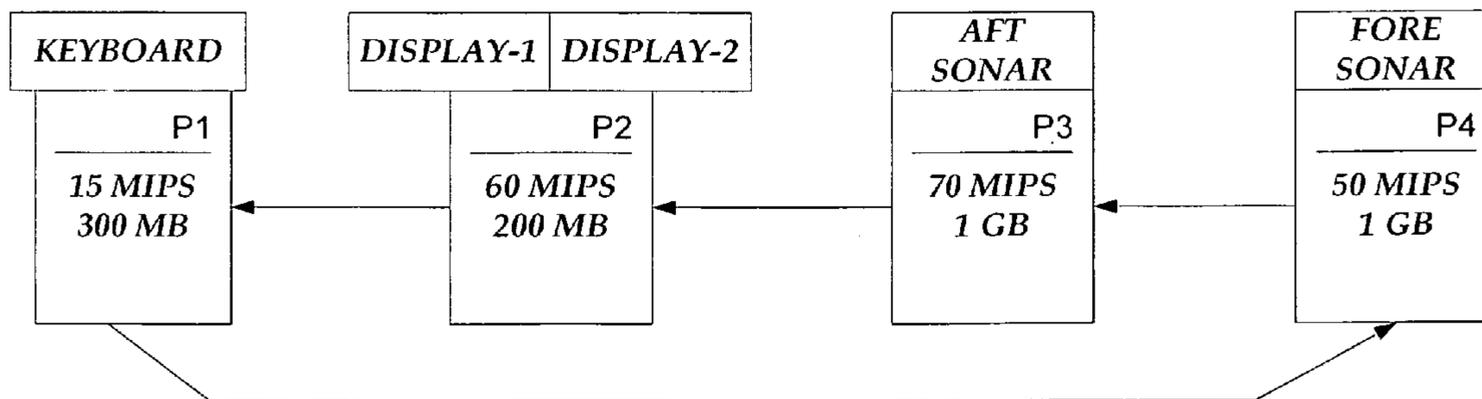 KEYBOARD
P1
15 MIPS
300 MB
DISPLAY-1 DISPLAY-2
P2
60 MIPS
200 MB
AFT
SONAR
P3
70 MIPS
1 GB
FORE
SONAR
P4
50 MIPS
1 GB